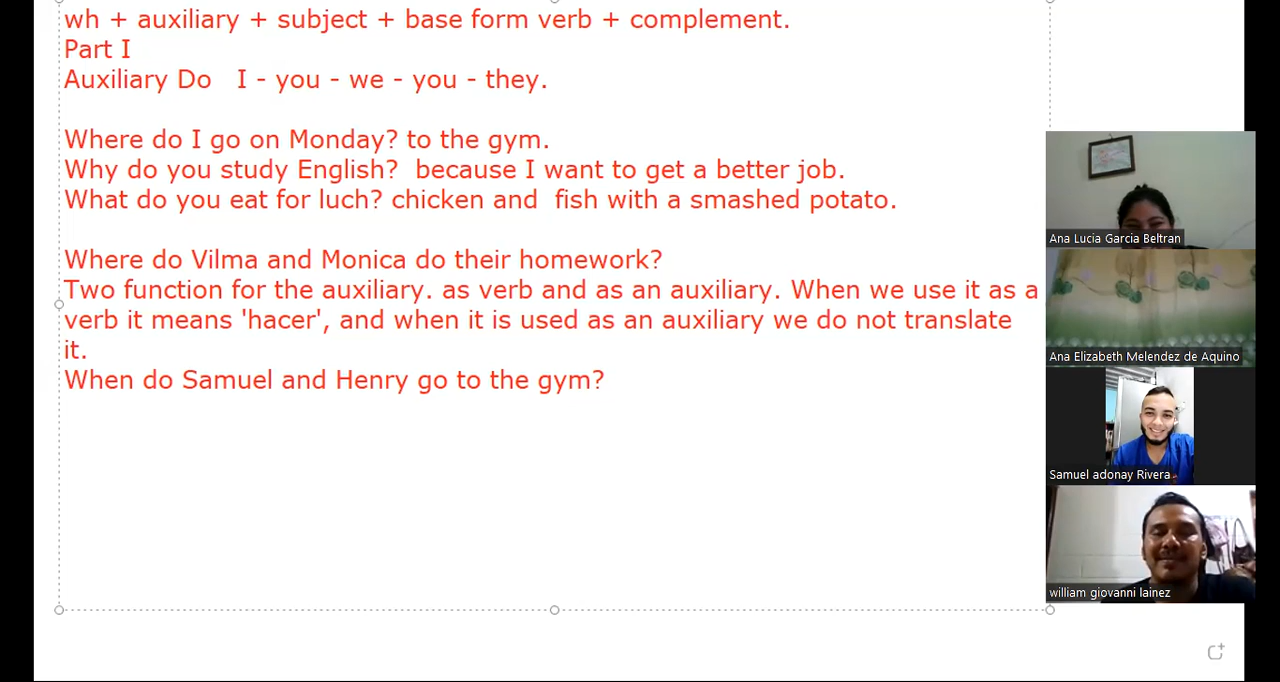 wh + auxiliary + subject + base form verb + complement.
Part I
Auxiliary Do   I - you - we - you - they.
Where do I go on Monday? to the gym.
Why do you study English?  because I want to get a better job.
What do you eat for luch? chicken and  fish with a smashed potato.
Where do Vilma and Monica do their homework?
Two function for the auxiliary. as verb and as an auxiliary. When we use it as a
verb it means 'hacer', and when it is used as an auxiliary we do not translate
it.
When do Samuel and Henry go to the gym?
Ana Lucia Garcia Beltran
Ana Elizabeth Melendez de Aquino
Samuel adonay Rivera
william giovanni lainez